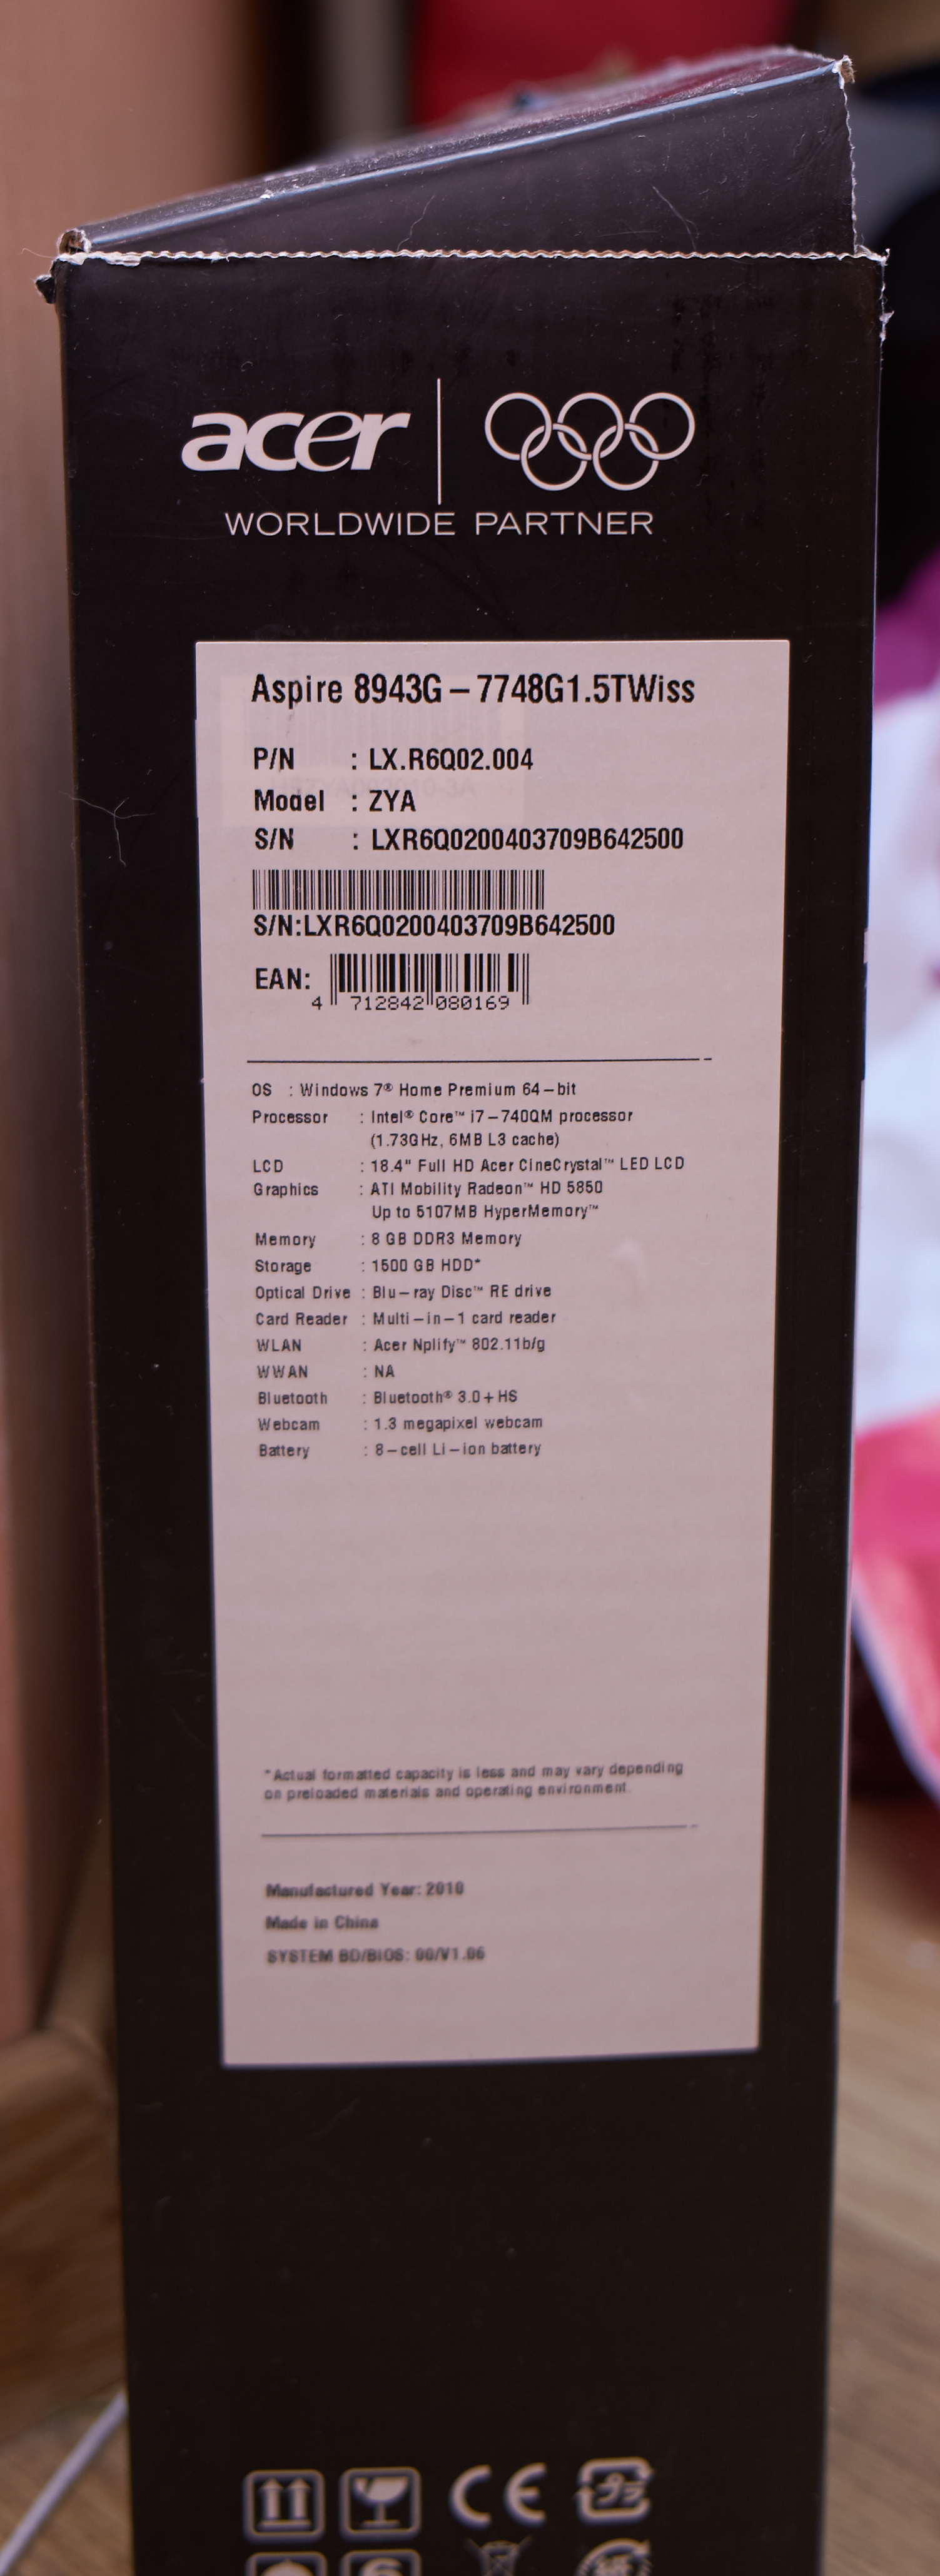 acer
WORLDWIDE PARTNER
Aspire 8943G – 7748G1.5TWiss
P/N : LX.R6Q02.004
Model : ZYA
S/N : LXR6Q0200403709B642500
S/N:LXR6Q0200403709B642500
EAN:
4 712842 080169
OS : Windows 7® Home Premium 64–bit
Processor : Intel® Core™ i7–740QM processor
(1.73GHz, 6MB L3 cache)
LCD : 18.4" Full HD Acer CineCrystal™ LED LCD
Graphics : ATI Mobility Radeon™ HD 5850
Up to 5107MB HyperMemory™
Memory : 8 GB DDR3 Memory
Storage : 1500 GB HDD*
Optical Drive : Blu–ray Disc™ RE drive
Card Reader : Multi–in–1 card reader
WLAN : Acer Nplify™ 802.11b/g
WWAN : NA
Bluetooth : Bluetooth® 3.0+HS
Webcam : 1.3 megapixel webcam
Battery : 8–cell Li–ion battery
*Actual formatted capacity is less and may vary depending
on preloaded materials and operating environment.
Manufactured Year: 2010
Made in China
SYSTEM BD/BIOS: 00/V1.06
CE